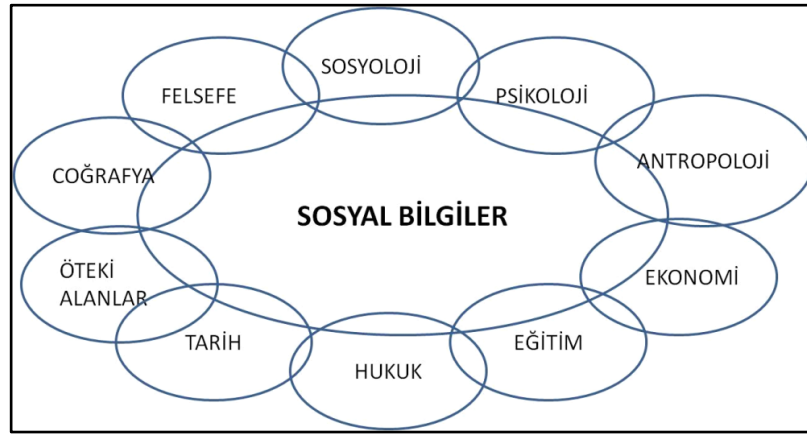 SOSYOLOJİ
FELSEFE
PSİKOLOJİ
COĞRAFYA
ANTROPOLOJİ
SOSYAL BİLGİLER
ÖTEKİ
ALANLAR
EKONOMİ
TARİH
EĞİTİM
HUKUK